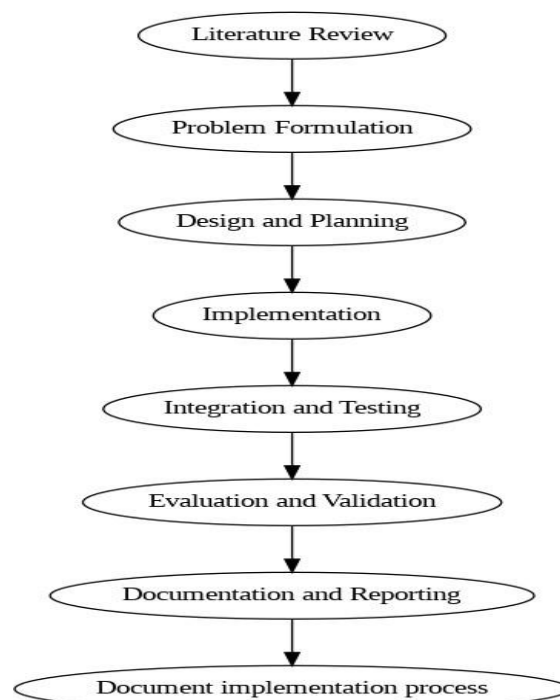 Literature Review
Problem Formulation
Design and Planning
Implementation
Integration and Testing
Evaluation and Validation
Documentation and Reporting
Document implementation process